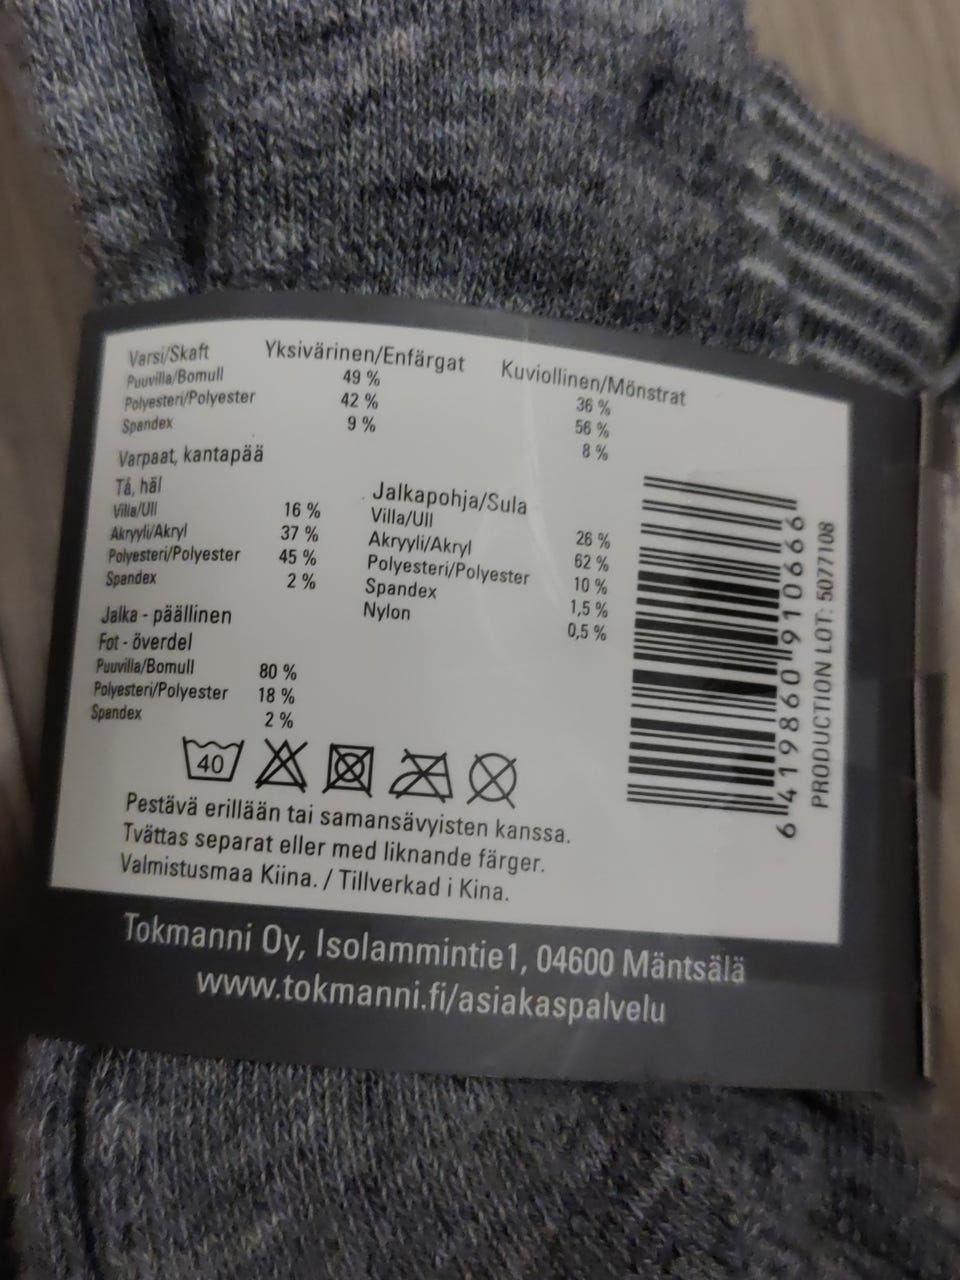 Varsi/Skaft Yksivärinen/Enfärgat Kuviollinen/Mönstrat
Puuvilla/Bomull 49 % 36 %
Polyesteri/Polyester 42 % 56 %
Spandex 9 % 8 %
Varpaat, kantapää
Tå, häl
Villa/Ull 16 %
Akryyli/Akryl 37 %
Polyesteri/Polyester 45 %
Spandex 2 %
Jalkapohja/Sula
Villa/Ull 26 %
Akryyli/Akryl 62 %
Polyesteri/Polyester 10 %
Spandex 1,5 %
Nylon 0,5 %
Jalka - päällinen
Fot - överdel
Puuvilla/Bomull 80 %
Polyesteri/Polyester 18 %
Spandex 2 %
40
Pestävä erillään tai samansävyisten kanssa.
Tvättas separat eller med liknande färger.
Valmistusmaa Kiina. / Tillverkad i Kina.
6 419860 910666
PRODUCTION LOT: 5077108
Tokmanni Oy, Isolammintie1, 04600 Mäntsälä
www.tokmanni.fi/asiakaspalvelu